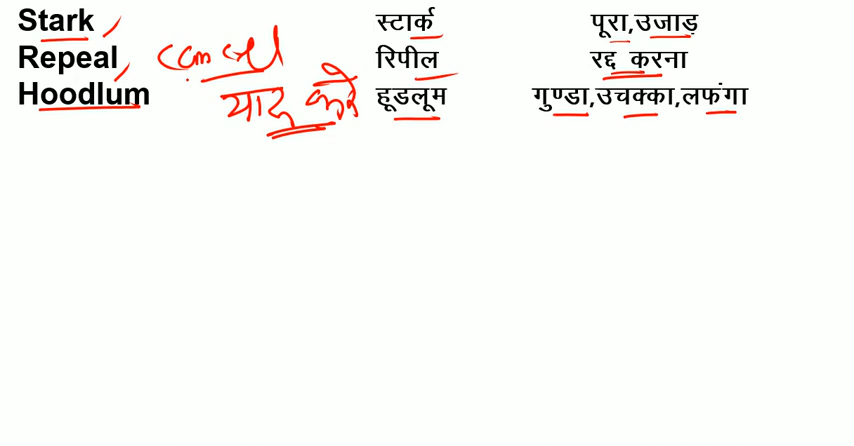 Stark स्टार्क पूरा,उजाड़
Repeal cancel रिपील रद्द करना
याद करे
Hoodlum हूडलूम गुण्डा,उचक्का,लफंगा